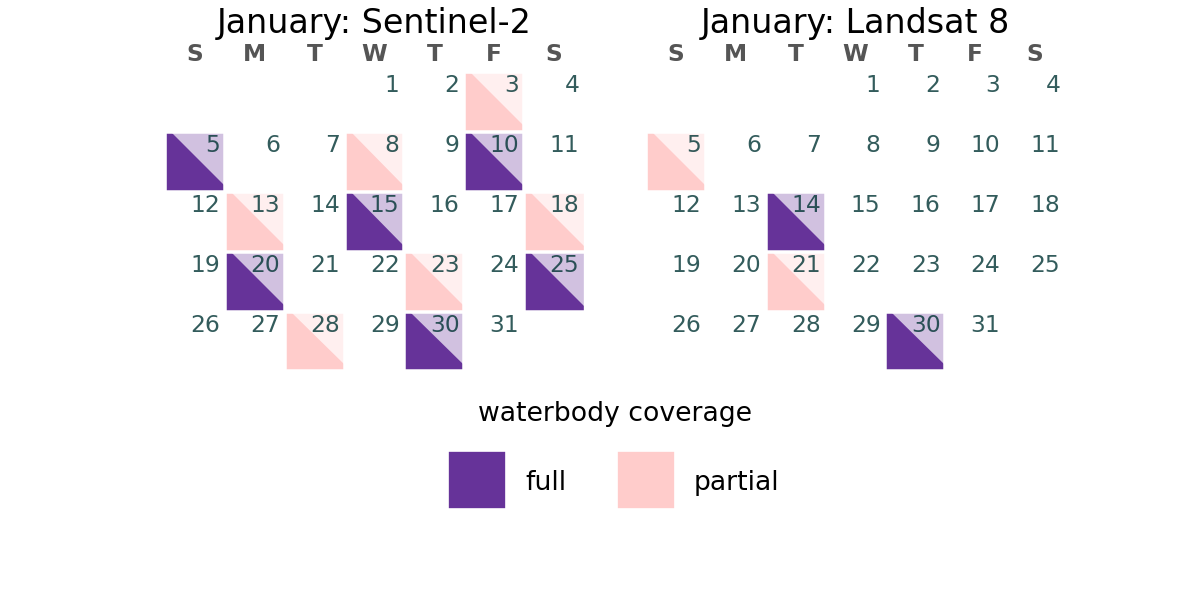 January: Sentinel-2
S M T W T F S
1 2 3 4
5 6 7 8 9 10 11
12 13 14 15 16 17 18
19 20 21 22 23 24 25
26 27 28 29 30 31
January: Landsat 8
S M T W T F S
1 2 3 4
5 6 7 8 9 10 11
12 13 14 15 16 17 18
19 20 21 22 23 24 25
26 27 28 29 30 31
waterbody coverage
full partial